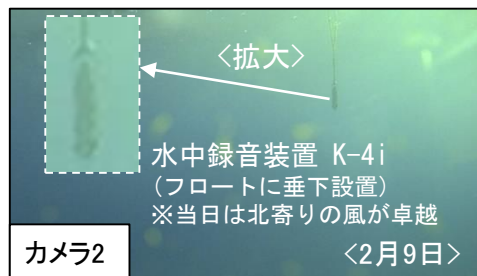 <拡大>
水中録音装置 K-4i
(フロートに垂下設置)
※当日は北寄りの風が卓越
カメラ2
<2月9日>